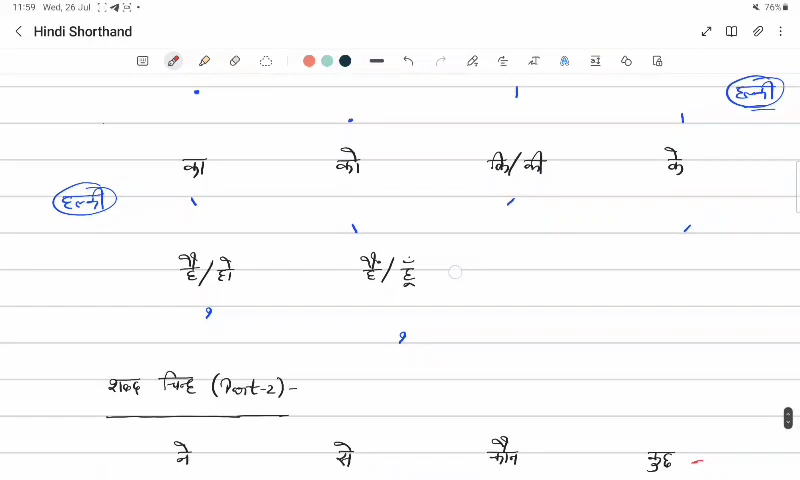 11:59 Wed, 26 Jul 76%
Hindi Shorthand
हल्की
का को कि/की के
हल्की
है/हो हैं/हूँ
शब्द चिन्ह (Part-2) -
ने से कौन कुछ